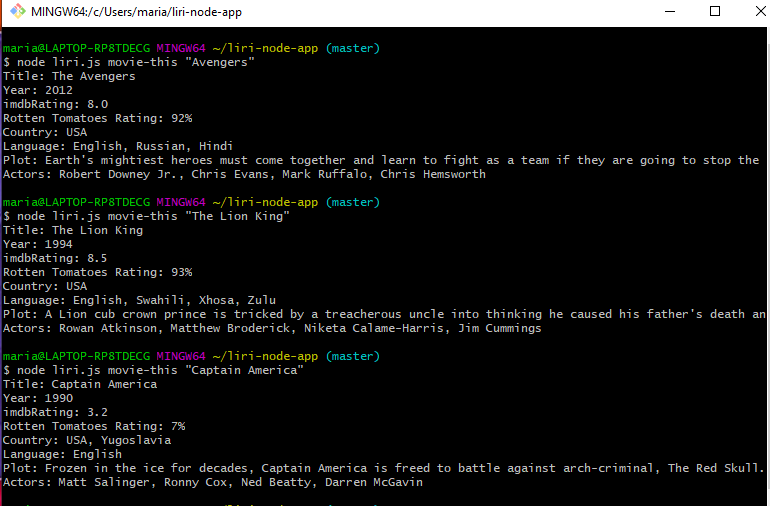 MINGW64:/c/Users/maria/liri-node-app
maria@LAPTOP-RP8TDECG MINGW64 ~/liri-node-app (master)
$ node liri.js movie-this "Avengers"
Title: The Avengers
Year: 2012
imdbRating: 8.0
Rotten Tomatoes Rating: 92%
Country: USA
Language: English, Russian, Hindi
Plot: Earth's mightiest heroes must come together and learn to fight as a team if they are going to stop the
Actors: Robert Downey Jr., Chris Evans, Mark Ruffalo, Chris Hemsworth
maria@LAPTOP-RP8TDECG MINGW64 ~/liri-node-app (master)
$ node liri.js movie-this "The Lion King"
Title: The Lion King
Year: 1994
imdbRating: 8.5
Rotten Tomatoes Rating: 93%
Country: USA
Language: English, Swahili, Xhosa, Zulu
Plot: A Lion cub crown prince is tricked by a treacherous uncle into thinking he caused his father's death an
Actors: Rowan Atkinson, Matthew Broderick, Niketa Calame-Harris, Jim Cummings
maria@LAPTOP-RP8TDECG MINGW64 ~/liri-node-app (master)
$ node liri.js movie-this "Captain America"
Title: Captain America
Year: 1990
imdbRating: 3.2
Rotten Tomatoes Rating: 7%
Country: USA, Yugoslavia
Language: English
Plot: Frozen in the ice for decades, Captain America is freed to battle against arch-criminal, The Red Skull.
Actors: Matt Salinger, Ronny Cox, Ned Beatty, Darren McGavin